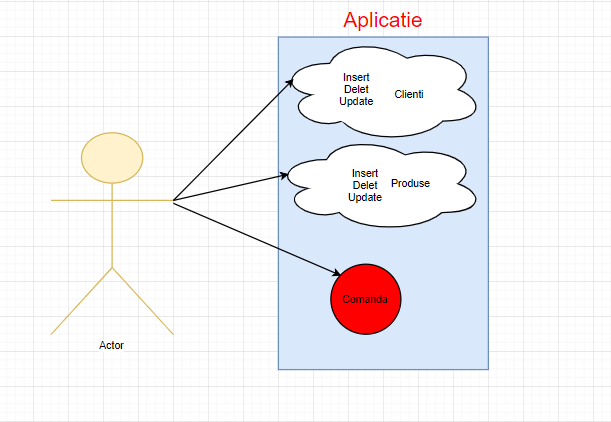 Aplicatie
Insert
Delet
Update
Clienti
Insert
Delet
Update
Produse
Comanda
Actor